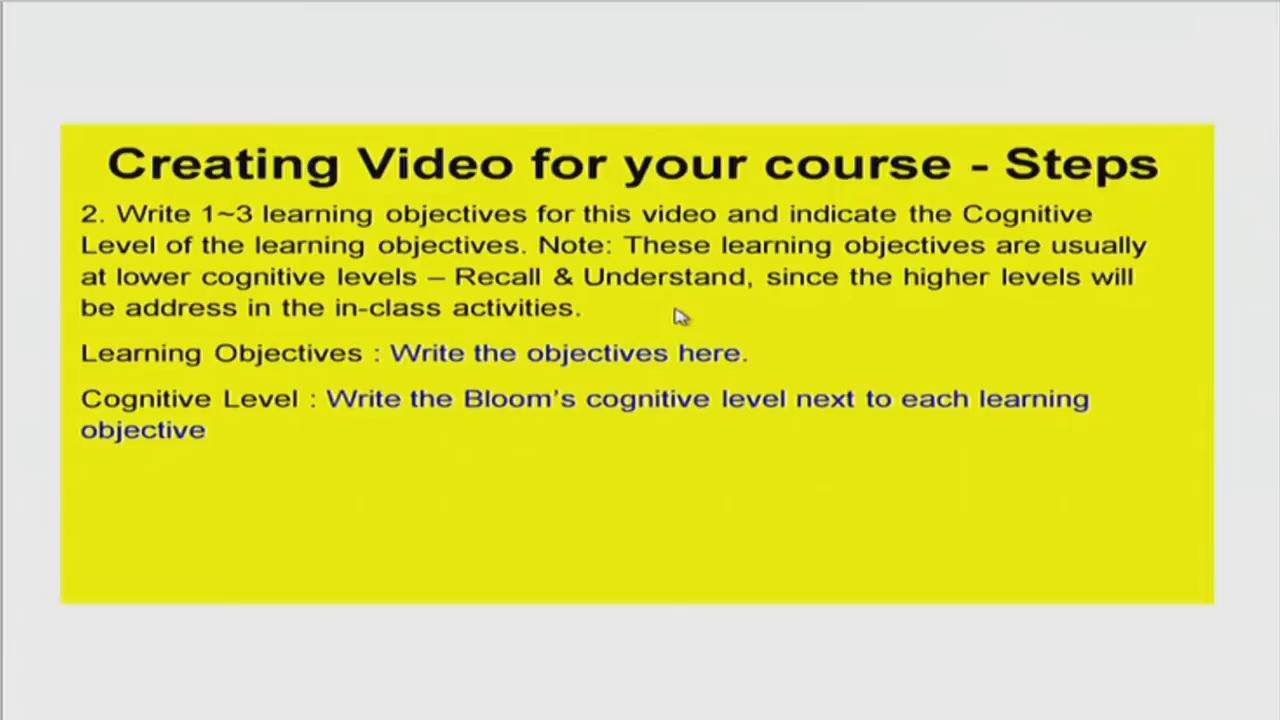 Creating Video for your course - Steps
2. Write 1~3 learning objectives for this video and indicate the Cognitive
Level of the learning objectives. Note: These learning objectives are usually
at lower cognitive levels – Recall & Understand, since the higher levels will
be address in the in-class activities.
Learning Objectives : Write the objectives here.
Cognitive Level : Write the Bloom's cognitive level next to each learning
objective